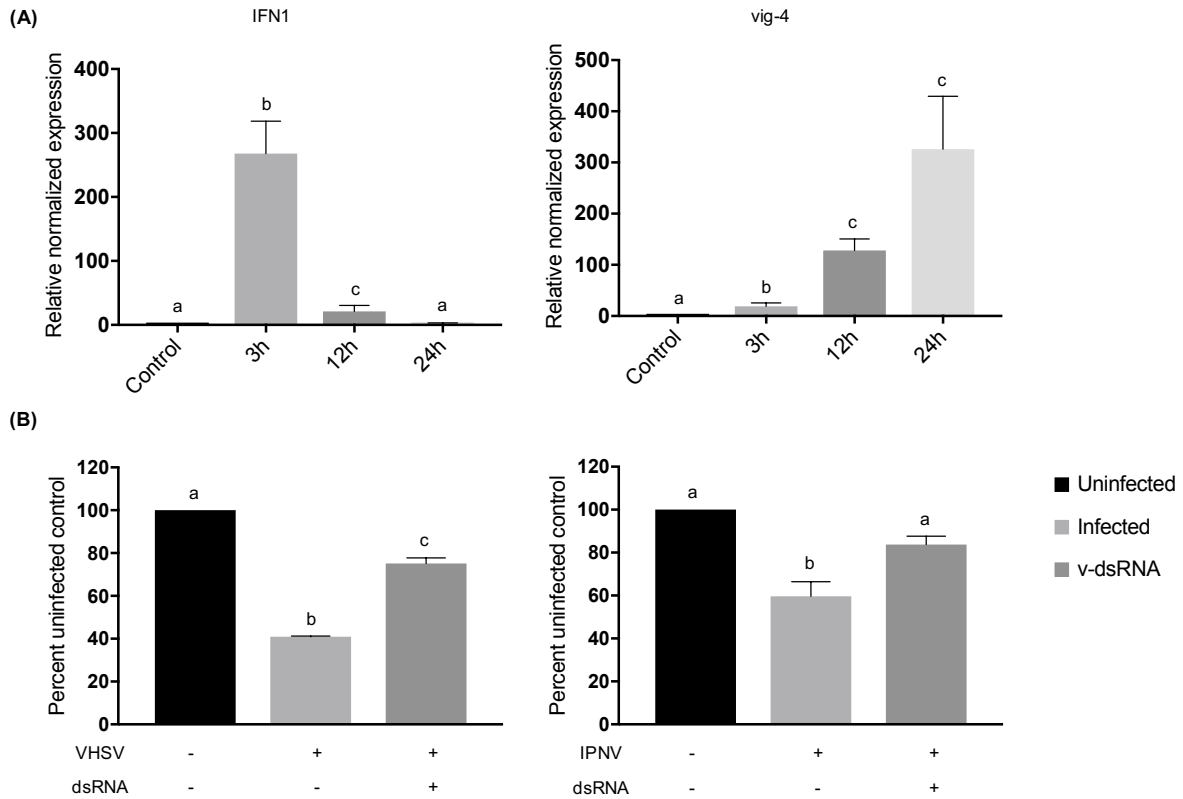 (A)
IFN1
Relative normalized expression
400
300
200
100
0
a
b
c
a
Control
3h
12h
24h
vig-4
Relative normalized expression
500
400
300
200
100
0
a
b
c
c
Control
3h
12h
24h
(B)
Percent uninfected control
120
100
80
60
40
20
0
a
b
c
VHSV - + +
dsRNA - - +
Percent uninfected control
120
100
80
60
40
20
0
a
b
a
IPNV - + +
dsRNA - - +
Uninfected
Infected
v-dsRNA